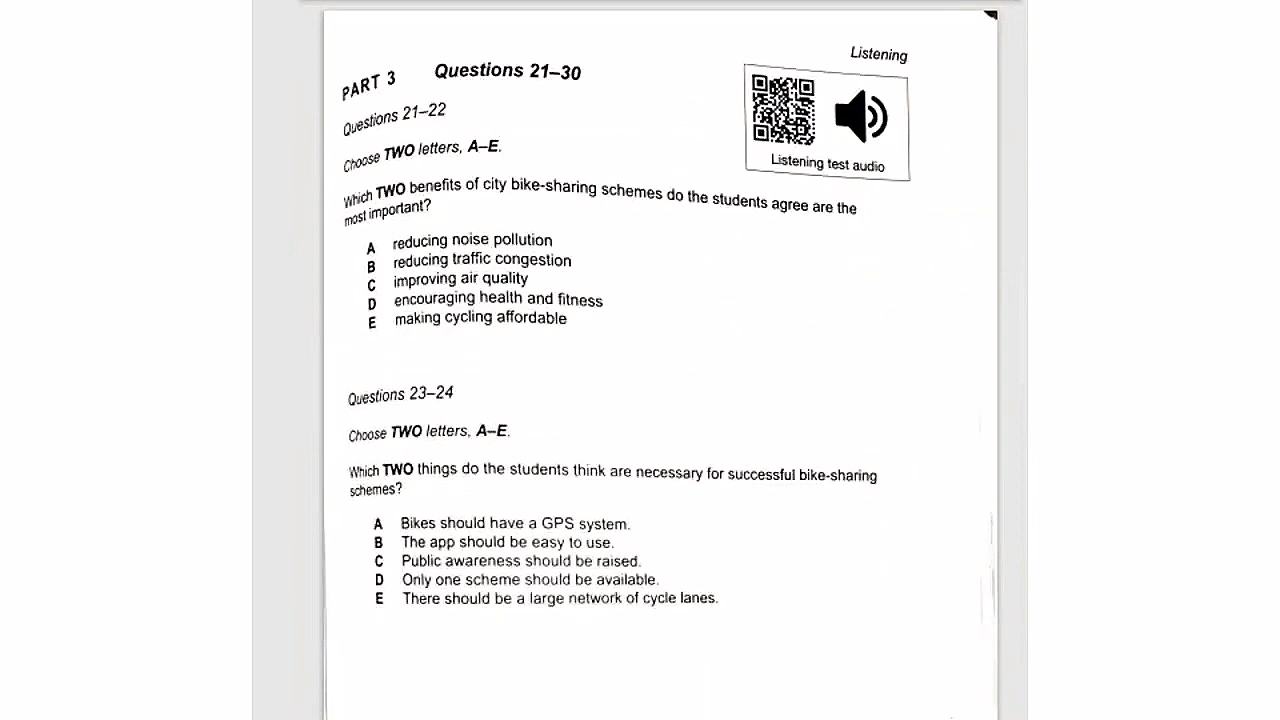 Listening
PART 3 Questions 21–30
Questions 21–22
Choose TWO letters, A–E.
Listening test audio
Which TWO benefits of city bike-sharing schemes do the students agree are the
most important?
A reducing noise pollution
B reducing traffic congestion
C improving air quality
D encouraging health and fitness
E making cycling affordable
Questions 23–24
Choose TWO letters, A–E.
Which TWO things do the students think are necessary for successful bike-sharing
schemes?
A Bikes should have a GPS system.
B The app should be easy to use.
C Public awareness should be raised.
D Only one scheme should be available.
E There should be a large network of cycle lanes.